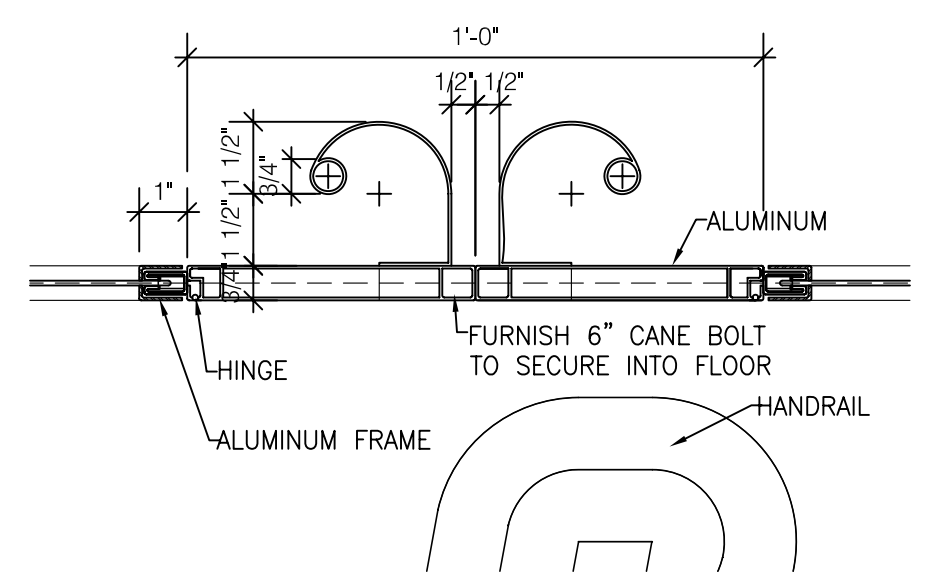 1'-0"
1/2" 1/2"
1 1/2"
3/4"
1"
1 1/2"
3/4"
ALUMINUM
FURNISH 6” CANE BOLT
TO SECURE INTO FLOOR
HINGE
HANDRAIL
ALUMINUM FRAME